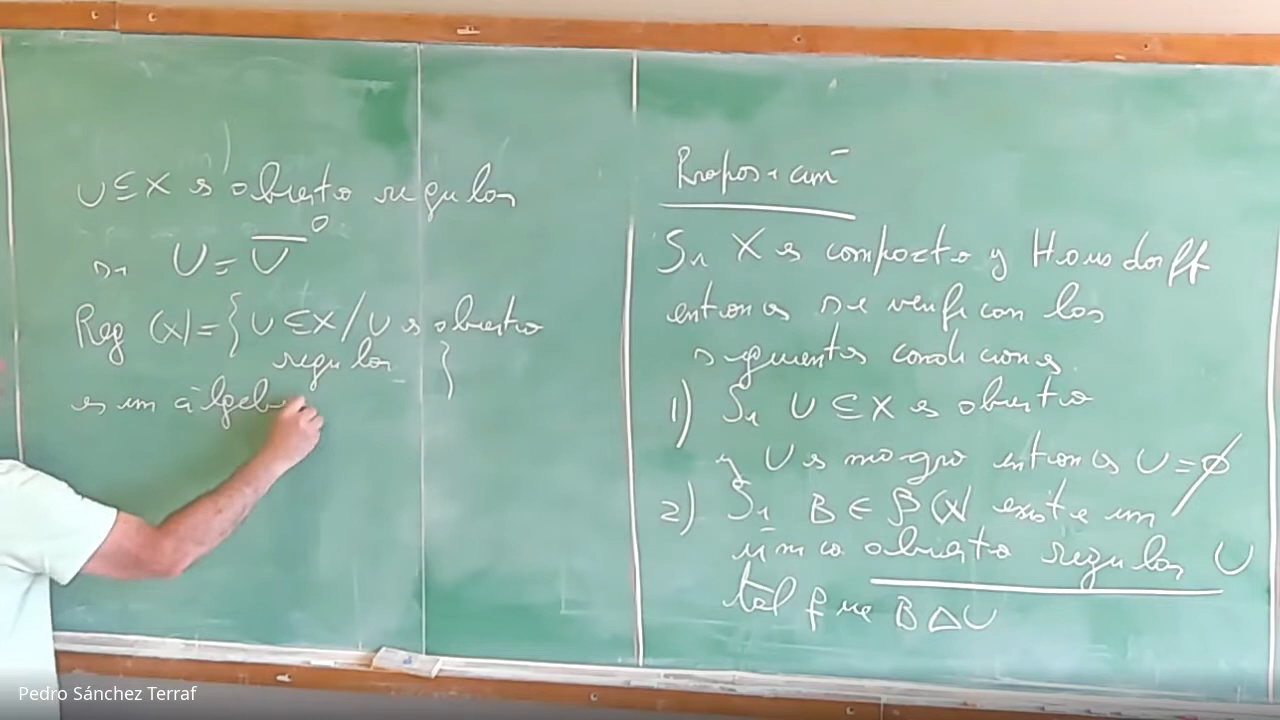 U ⊆ X es abierto regular
si U = U̅°
Reg (X) = { U ⊆ X / U es abierto
regular }
es un álgeb
Proposición
Si X es compacto y Hausdorff
entonces se verifican las
siguientes condiciones
1) Si U ⊆ X es abierto
y U es magro entonces U = ∅
2) Si B ∈ β(X) existe un
único abierto regular U
tal que B △ U
Pedro Sánchez Terraf